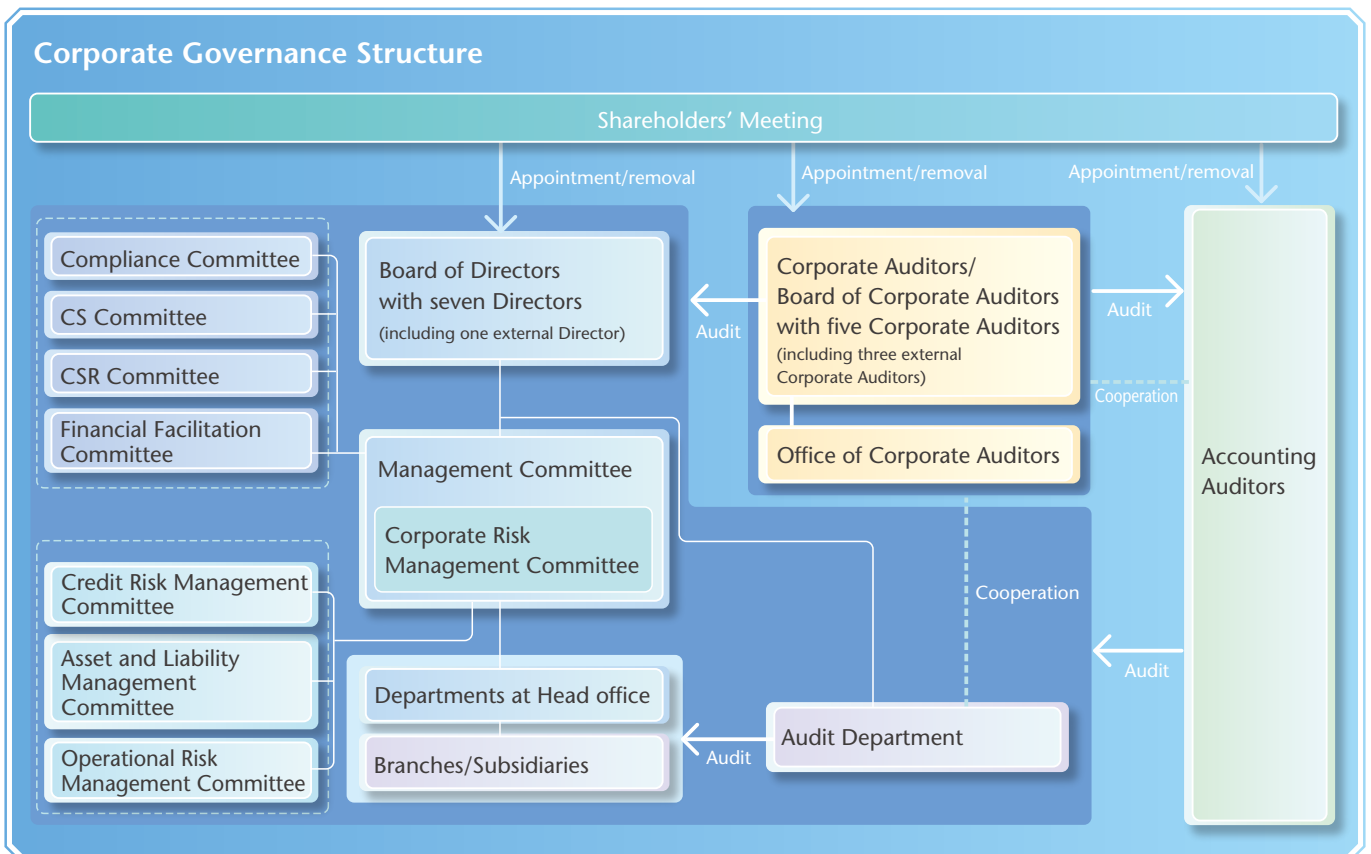 Corporate Governance Structure
Shareholders’ Meeting
Appointment/removal
Appointment/removal
Appointment/removal
Compliance Committee
CS Committee
CSR Committee
Financial Facilitation
Committee
Board of Directors
with seven Directors
(including one external Director)
Audit
Corporate Auditors/
Board of Corporate Auditors
with five Corporate Auditors
(including three external
Corporate Auditors)
Office of Corporate Auditors
Audit
Cooperation
Accounting
Auditors
Management Committee
Corporate Risk
Management Committee
Credit Risk Management
Committee
Asset and Liability
Management
Committee
Operational Risk
Management Committee
Departments at Head office
Branches/Subsidiaries
Audit
Audit Department
Cooperation
Audit